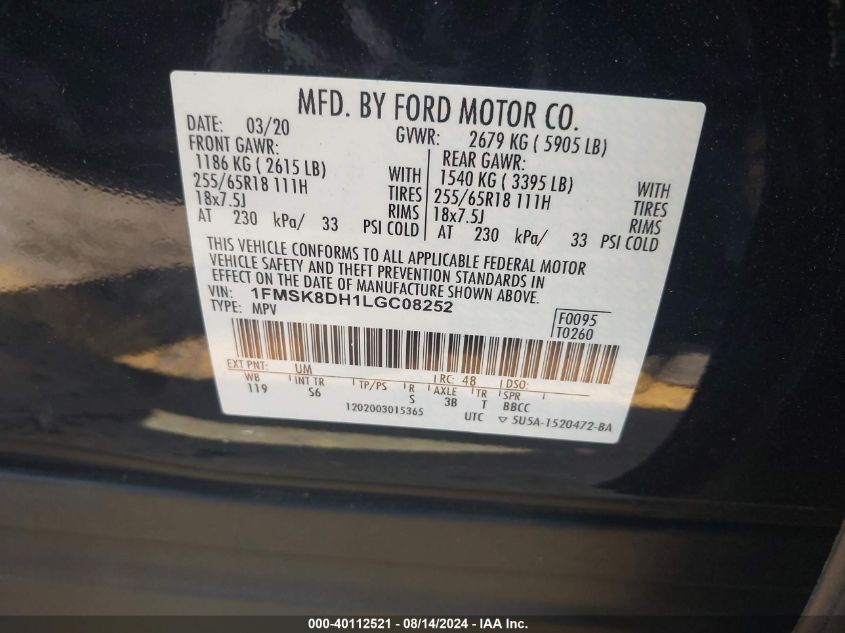 MFD. BY FORD MOTOR CO.
DATE: 03/20 GVWR: 2679 KG ( 5905 LB)
FRONT GAWR: REAR GAWR:
1186 KG ( 2615 LB) WITH 1540 KG ( 3395 LB) WITH
255/65R18 111H TIRES 255/65R18 111H TIRES
18x7.5J RIMS 18x7.5J RIMS
AT 230 kPa/ 33 PSI COLD AT 230 kPa/ 33 PSI COLD
THIS VEHICLE CONFORMS TO ALL APPLICABLE FEDERAL MOTOR
VEHICLE SAFETY AND THEFT PREVENTION STANDARDS IN
EFFECT ON THE DATE OF MANUFACTURE SHOWN ABOVE.
VIN: 1FMSK8DH1LGC08252
TYPE: MPV
F0095
T0260
EXT PNT: UM RC: 48 DSO:
WB INT TR TP/PS R AXLE TR SPR
119 S6 S 3B T BBCC
1202003015365 UTC ▽ 5U5A-1520472-BA
000-40112521 - 08/14/2024 - IAA Inc.